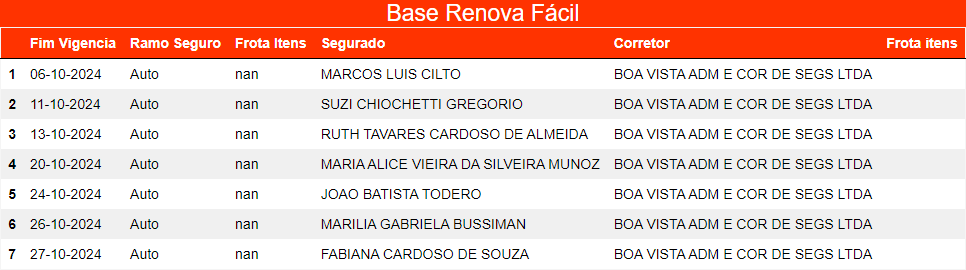 Base Renova Fácil
Fim Vigencia Ramo Seguro Frota Itens Segurado Corretor Frota itens
1 06-10-2024 Auto nan MARCOS LUIS CILTO BOA VISTA ADM E COR DE SEGS LTDA
2 11-10-2024 Auto nan SUZI CHIOCHETTI GREGORIO BOA VISTA ADM E COR DE SEGS LTDA
3 13-10-2024 Auto nan RUTH TAVARES CARDOSO DE ALMEIDA BOA VISTA ADM E COR DE SEGS LTDA
4 20-10-2024 Auto nan MARIA ALICE VIEIRA DA SILVEIRA MUNOZ BOA VISTA ADM E COR DE SEGS LTDA
5 24-10-2024 Auto nan JOAO BATISTA TODERO BOA VISTA ADM E COR DE SEGS LTDA
6 26-10-2024 Auto nan MARILIA GABRIELA BUSSIMAN BOA VISTA ADM E COR DE SEGS LTDA
7 27-10-2024 Auto nan FABIANA CARDOSO DE SOUZA BOA VISTA ADM E COR DE SEGS LTDA